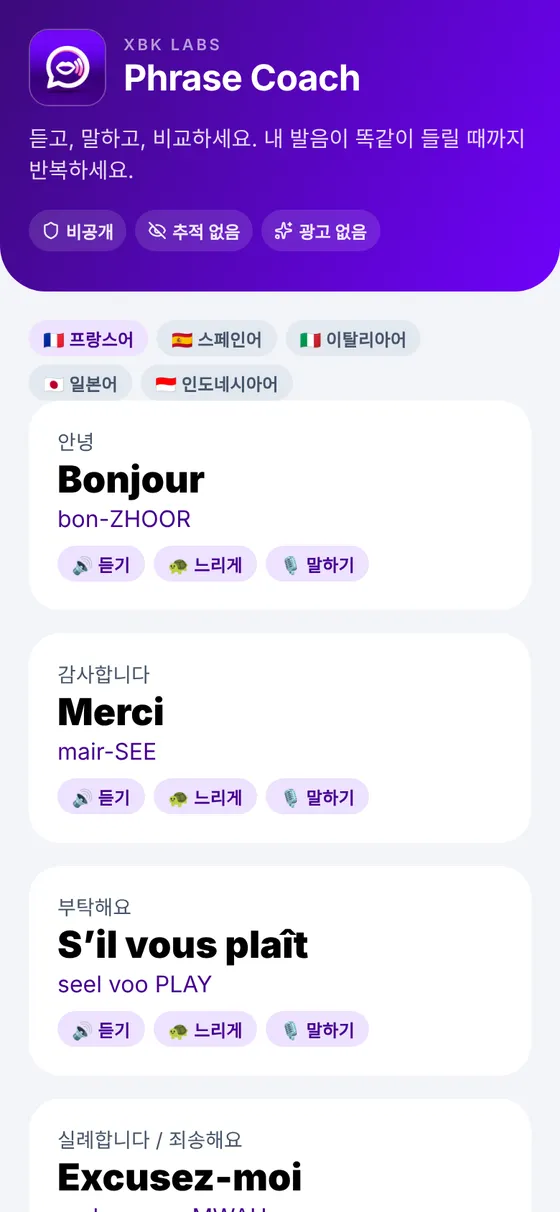 XBK LABS
Phrase Coach
듣고, 말하고, 비교하세요. 내 발음이 똑같이 들릴 때까지
반복하세요.
비공개 추적 없음 광고 없음
프랑스어 스페인어 이탈리아어
일본어 인도네시아어
안녕
Bonjour
bon-ZHOOR
듣기 느리게 말하기
감사합니다
Merci
mair-SEE
듣기 느리게 말하기
부탁해요
S’il vous plaît
seel voo PLAY
듣기 느리게 말하기
실례합니다 / 죄송해요
Excusez-moi